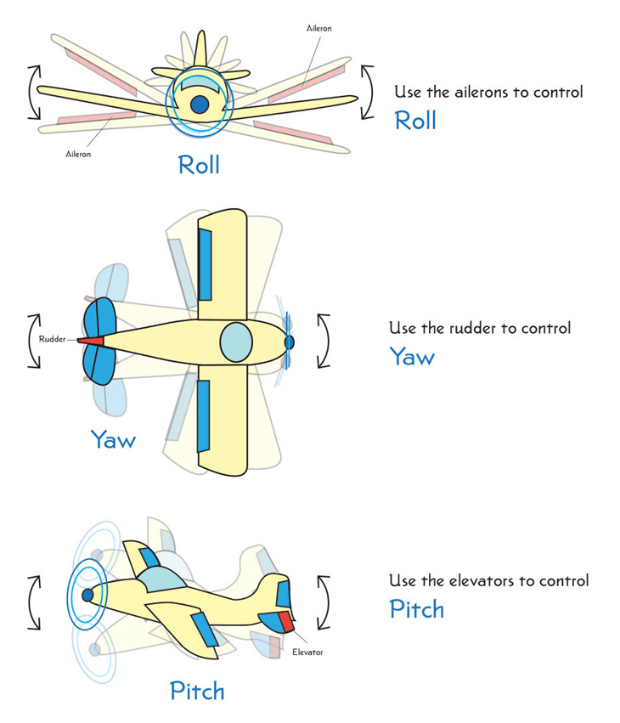 Aileron
Aileron
Roll
Use the ailerons to control
Roll
Rudder
Yaw
Use the rudder to control
Yaw
Elevator
Pitch
Use the elevators to control
Pitch